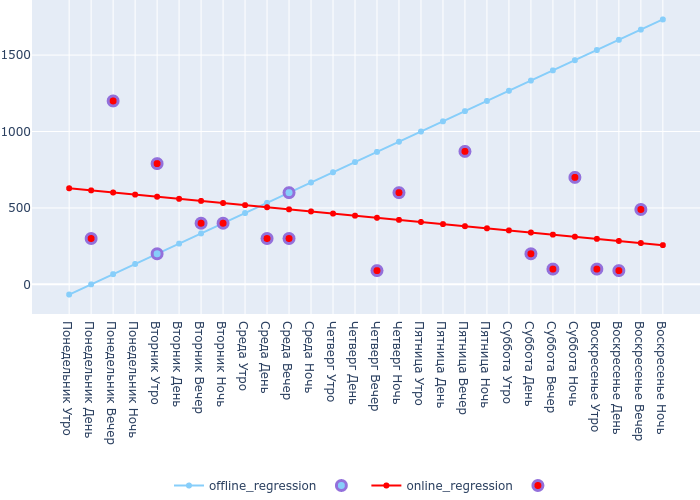 1500
1000
500
0
Понедельник Утро
Понедельник День
Понедельник Вечер
Понедельник Ночь
Вторник Утро
Вторник День
Вторник Вечер
Вторник Ночь
Среда Утро
Среда День
Среда Вечер
Среда Ночь
Четверг Утро
Четверг День
Четверг Вечер
Четверг Ночь
Пятница Утро
Пятница День
Пятница Вечер
Пятница Ночь
Суббота Утро
Суббота День
Суббота Вечер
Суббота Ночь
Воскресенье Утро
Воскресенье День
Воскресенье Вечер
Воскресенье Ночь
offline_regression online_regression